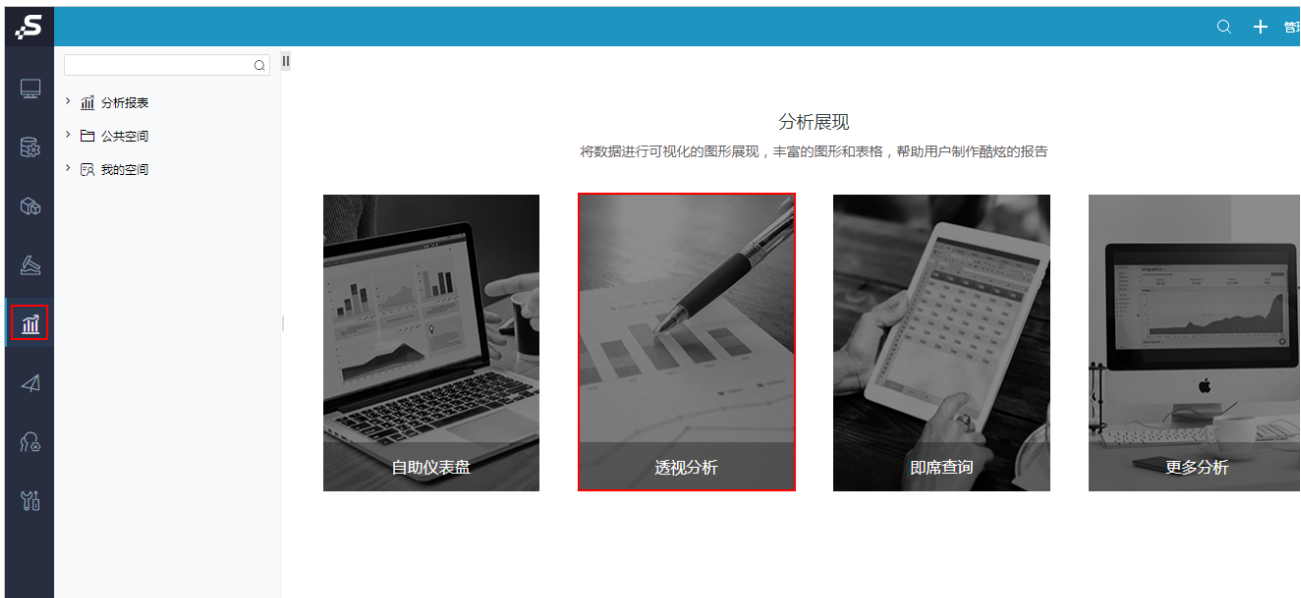 管理
分析报表
公共空间
我的空间
分析展现
将数据进行可视化的图形展现，丰富的图形和表格，帮助用户制作酷炫的报告
自助仪表盘
透视分析
即席查询
更多分析